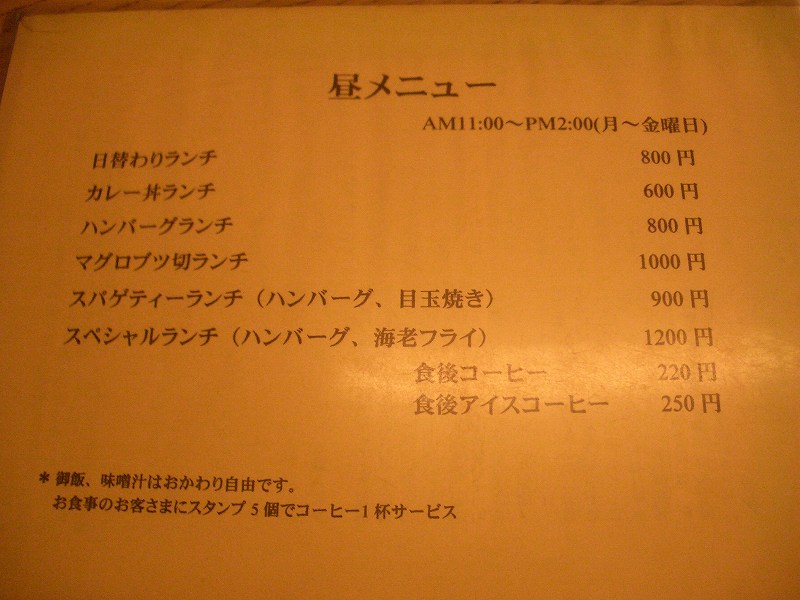 昼メニュー
AM11:00～PM2:00(月～金曜日)
日替わりランチ 800円
カレー丼ランチ 600円
ハンバーグランチ 800円
マグロブツ切ランチ 1000円
スパゲティーランチ（ハンバーグ、目玉焼き） 900円
スペシャルランチ（ハンバーグ、海老フライ） 1200円
食後コーヒー 220円
食後アイスコーヒー 250円
＊御飯、味噌汁はおかわり自由です。
お食事のお客さまにスタンプ5個でコーヒー1杯サービス